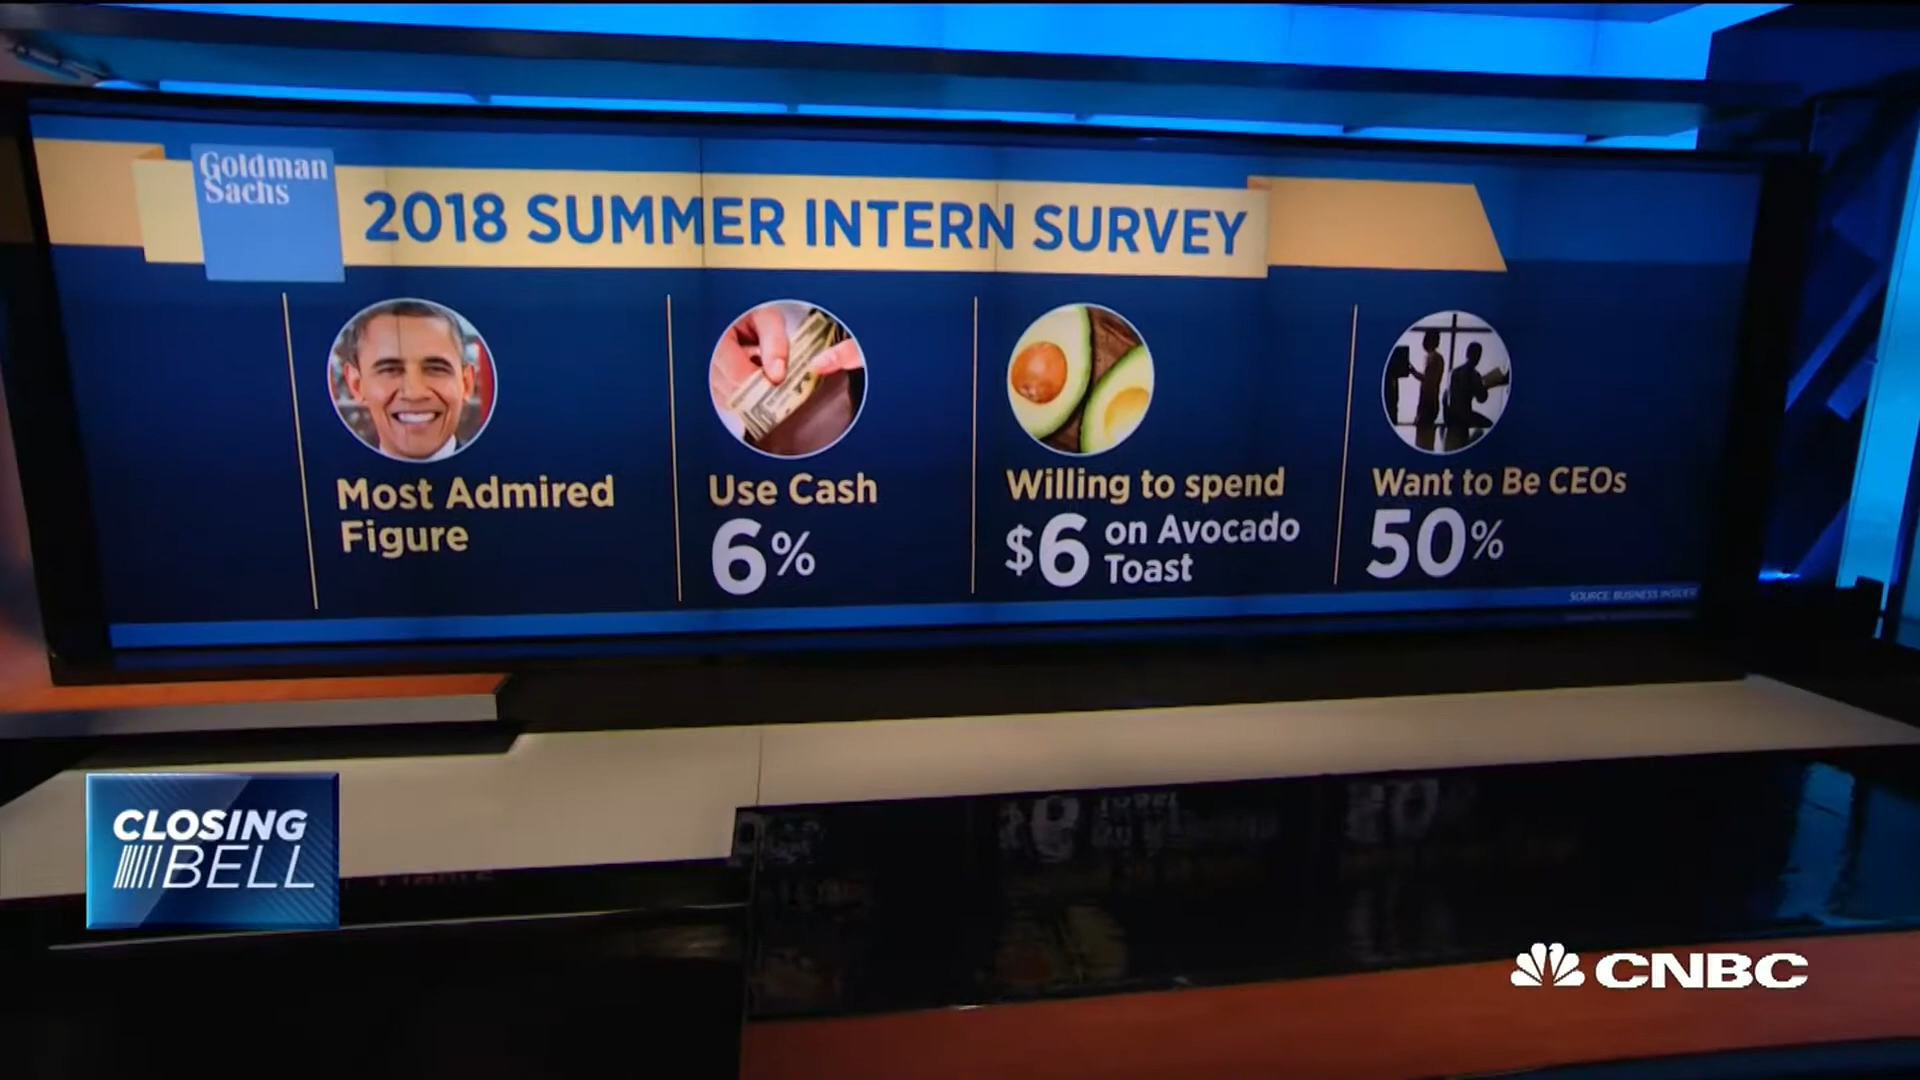 Goldman
Sachs
2018 SUMMER INTERN SURVEY
Most Admired
Figure
Use Cash
6%
Willing to spend
$6 on Avocado
Toast
Want to Be CEOs
50%
SOURCE: BUSINESS INSIDER
CLOSING
BELL
CNBC